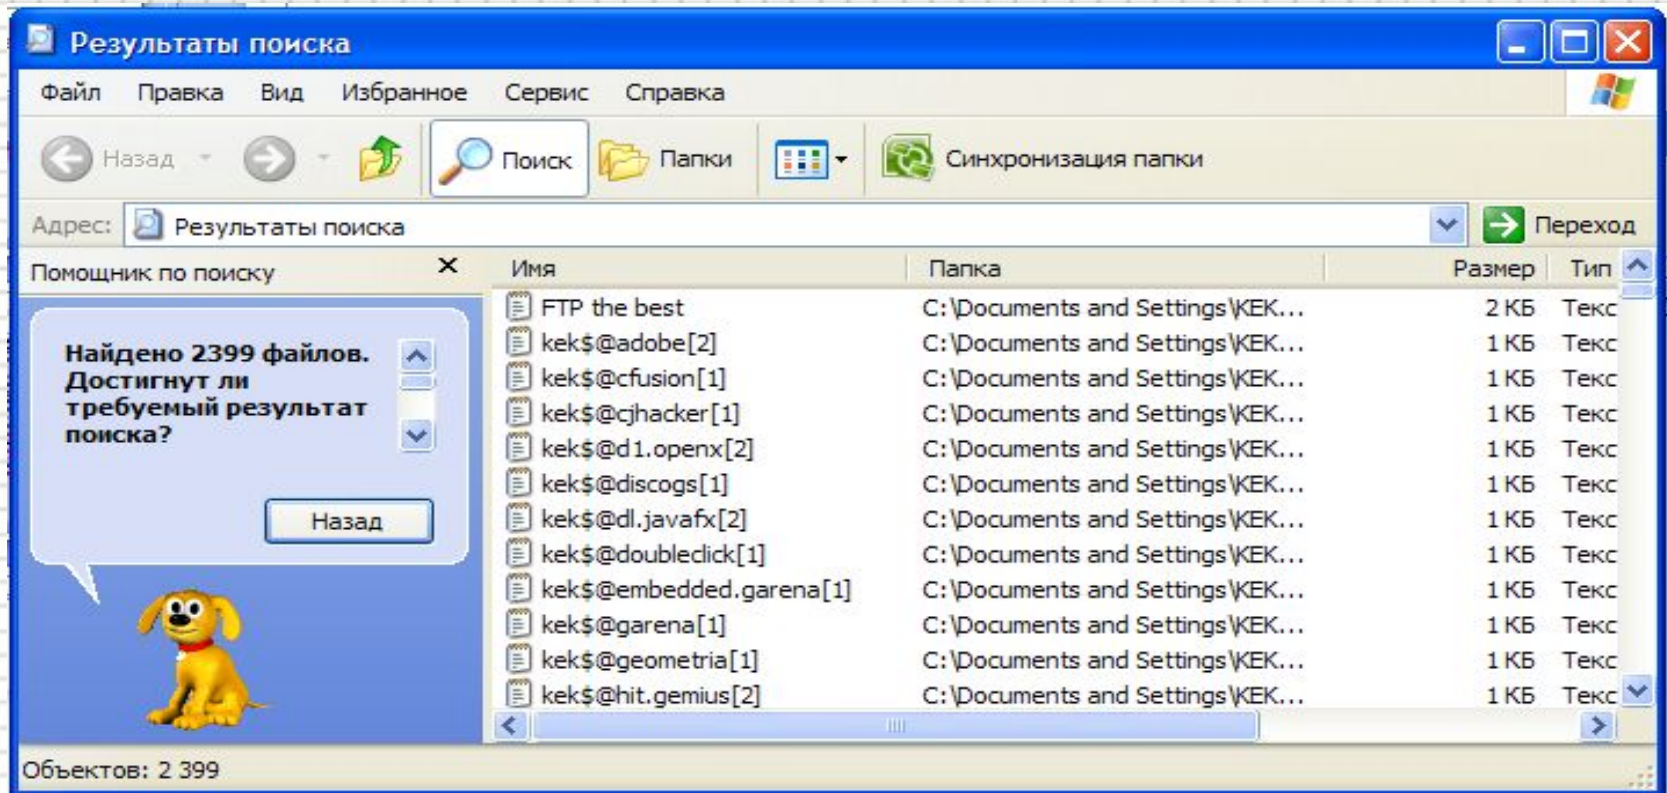 Результаты поиска
Файл Правка Вид Избранное Сервис Справка
Назад Поиск Папки Синхронизация папки
Адрес: Результаты поиска Переход
Помощник по поиску
Найдено 2399 файлов.
Достигнут ли
требуемый результат
поиска?
Назад
Имя Папка Размер Тип
FTP the best C:\Documents and Settings\KEK... 2 КБ Текс
kek$@adobe[2] C:\Documents and Settings\KEK... 1 КБ Текс
kek$@cfusion[1] C:\Documents and Settings\KEK... 1 КБ Текс
kek$@cjhacker[1] C:\Documents and Settings\KEK... 1 КБ Текс
kek$@d1.openx[2] C:\Documents and Settings\KEK... 1 КБ Текс
kek$@discogs[1] C:\Documents and Settings\KEK... 1 КБ Текс
kek$@dl.javafx[2] C:\Documents and Settings\KEK... 1 КБ Текс
kek$@doubleclick[1] C:\Documents and Settings\KEK... 1 КБ Текс
kek$@embedded.garena[1] C:\Documents and Settings\KEK... 1 КБ Текс
kek$@garena[1] C:\Documents and Settings\KEK... 1 КБ Текс
kek$@geometria[1] C:\Documents and Settings\KEK... 1 КБ Текс
kek$@hit.gemius[2] C:\Documents and Settings\KEK... 1 КБ Текс
Объектов: 2 399